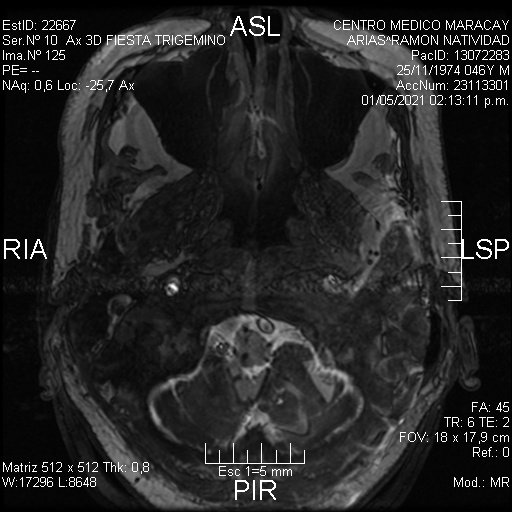 EstID: 22667
Ser.Nº 10 Ax 3D FIESTA TRIGEMINO
Ima.Nº 125
PE= --
NAq: 0,6 Loc: -25,7 Ax
ASL
CENTRO MEDICO MARACAY
ARIAS^RAMON NATIVIDAD
PacID: 13072283
25/11/1974 046Y M
AccNum: 23113301
01/05/2021 02:13:11 p.m.
RIA
LSP
Matriz 512 x 512 Thk: 0,8
W:17296 L:8648
Esc 1=5 mm
PIR
FA: 45
TR: 6 TE: 2
FOV: 18 x 17,9 cm
Ref.: 0
Mod.: MR